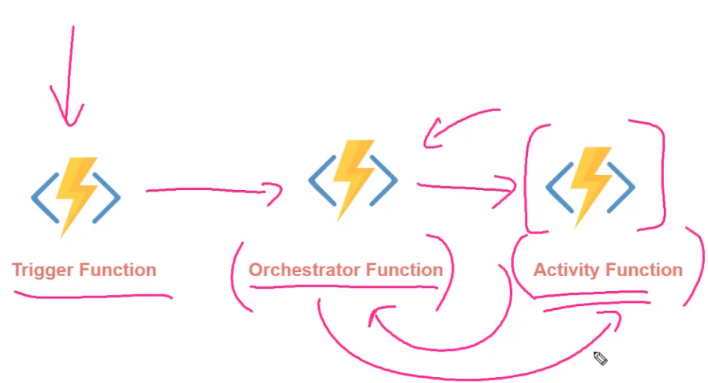 Trigger Function
Orchestrator Function
Activity Function